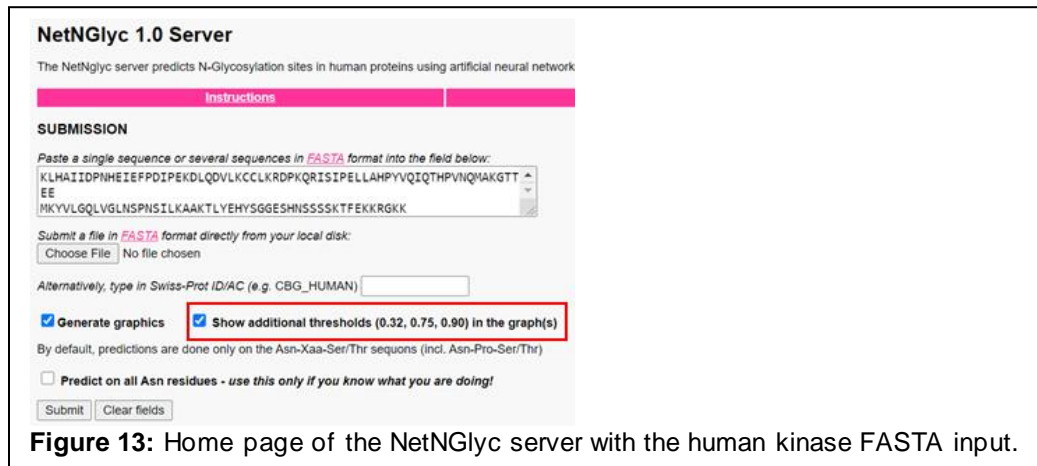 NetNGlyc 1.0 Server
The NetNglyc server predicts N-Glycosylation sites in human proteins using artificial neural network
Instructions
SUBMISSION
Paste a single sequence or several sequences in FASTA format into the field below:
KLHAIIDPNHEIEFPDIPEKDLQDVLKCCLKRDPKQRISIPELLAHPYVQIQTHPVNQMAKGTT
EE
MKYVLGQLVGLNSPNSILKAAKTLYEHYSGGESHNSSSSKTFEKKRGKK
Submit a file in FASTA format directly from your local disk:
Choose File No file chosen
Alternatively, type in Swiss-Prot ID/AC (e.g. CBG_HUMAN)
Generate graphics Show additional thresholds (0.32, 0.75, 0.90) in the graph(s)
By default, predictions are done only on the Asn-Xaa-Ser/Thr sequons (incl. Asn-Pro-Ser/Thr)
Predict on all Asn residues - use this only if you know what you are doing!
Submit Clear fields
Figure 13: Home page of the NetNGlyc server with the human kinase FASTA input.